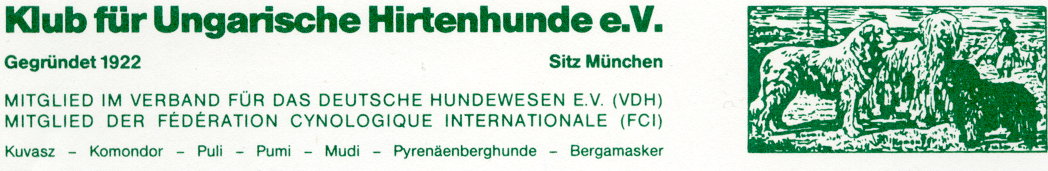 Klub für Ungarische Hirtenhunde e.V.
Gegründet 1922 Sitz München
MITGLIED IM VERBAND FÜR DAS DEUTSCHE HUNDEWESEN E.V. (VDH)
MITGLIED DER FÉDÉRATION CYNOLOGIQUE INTERNATIONALE (FCI)
Kuvasz – Komondor – Puli – Pumi – Mudi – Pyrenäenberghunde – Bergamasker